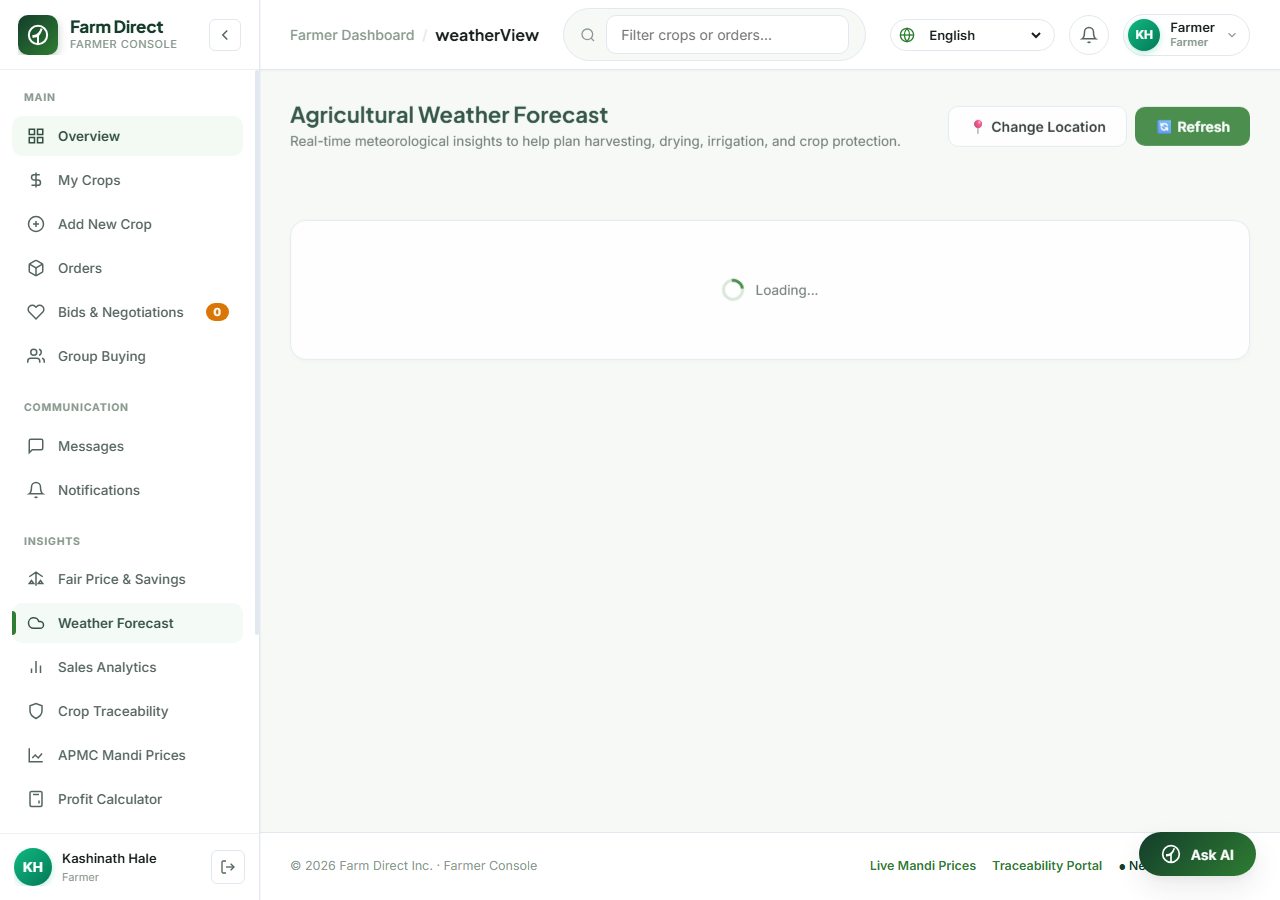 Farm Direct
FARMER CONSOLE
MAIN
Overview
My Crops
Add New Crop
Orders
Bids & Negotiations 0
Group Buying
COMMUNICATION
Messages
Notifications
INSIGHTS
Fair Price & Savings
Weather Forecast
Sales Analytics
Crop Traceability
APMC Mandi Prices
Profit Calculator
KH
Kashinath Hale
Farmer
Farmer Dashboard / weatherView
Filter crops or orders...
English
KH
Farmer
Farmer
Agricultural Weather Forecast
Real-time meteorological insights to help plan harvesting, drying, irrigation, and crop protection.
Change Location
Refresh
Loading...
© 2026 Farm Direct Inc. · Farmer Console
Live Mandi Prices
Traceability Portal
Ask AI